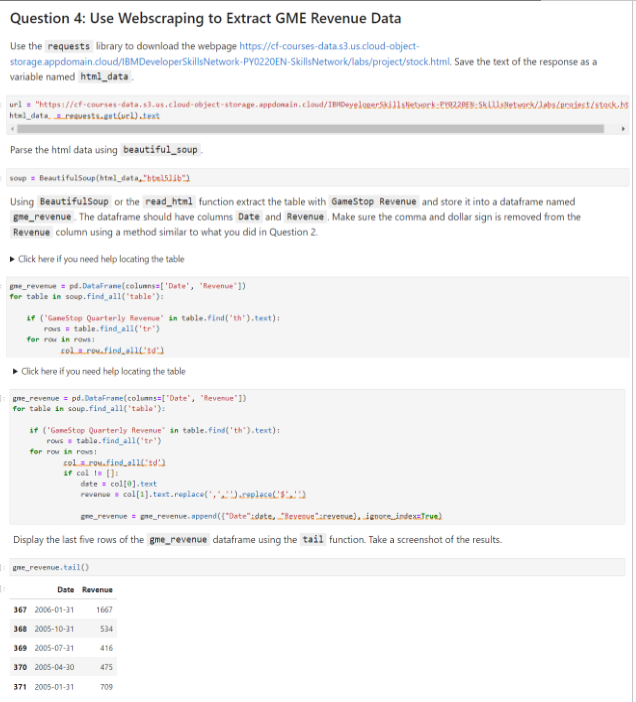 Question 4: Use Webscraping to Extract GME Revenue Data
Use the requests library to download the webpage https://cf-courses-data.s3.us.cloud-object-
storage.appdomain.cloud/IBMDeveloperSkillsNetwork-PY0220EN-SkillsNetwork/labs/project/stock.html. Save the text of the response as a
variable named html_data.
url = "https://cf-courses-data.s3.us.cloud-object-storage.appdomain.cloud/IBMDeveloperSkillsNetwork-PY0220EN-SkillsNetwork/labs/project/stock.ht
html_data = requests.get(url).text
Parse the html data using beautiful_soup.
soup = BeautifulSoup(html_data,"html5lib")
Using BeautifulSoup or the read_html function extract the table with GameStop Revenue and store it into a dataframe named
gme_revenue. The dataframe should have columns Date and Revenue. Make sure the comma and dollar sign is removed from the
Revenue column using a method similar to what you did in Question 2.
Click here if you need help locating the table
gme_revenue = pd.DataFrame(columns=['Date', 'Revenue'])
for table in soup.find_all('table'):
if ('GameStop Quarterly Revenue' in table.find('th').text):
rows = table.find_all('tr')
for row in rows:
col = row.find_all('td')
Click here if you need help locating the table
gme_revenue = pd.DataFrame(columns=['Date', 'Revenue'])
for table in soup.find_all('table'):
if ('GameStop Quarterly Revenue' in table.find('th').text):
rows = table.find_all('tr')
for row in rows:
col = row.find_all('td')
if col != []:
date = col[0].text
revenue = col[1].text.replace(',','').replace('$','')
gme_revenue = gme_revenue.append({"Date":date, "Revenue":revenue}, ignore_index=True)
Display the last five rows of the gme_revenue dataframe using the tail function. Take a screenshot of the results.
gme_revenue.tail()
Date Revenue
367 2006-01-31 1667
368 2005-10-31 534
369 2005-07-31 416
370 2005-04-30 475
371 2005-01-31 709